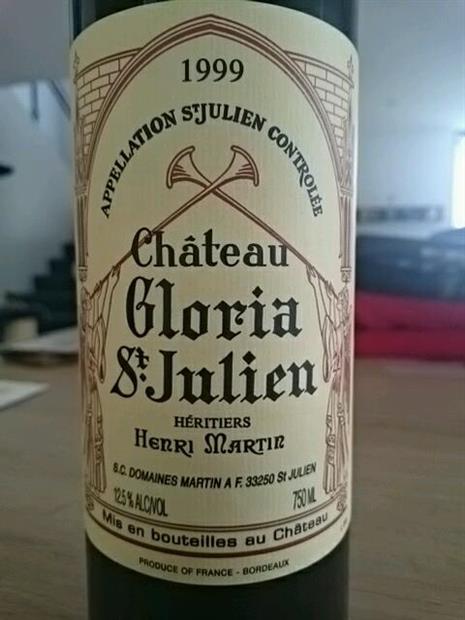 1999
APPELLATION ST JULIEN CONTROLÉE
Château
Gloria
St. Julien
HÉRITIERS
HENRI MARTIN
S.C. DOMAINES MARTIN A F. 33250 St JULIEN
12.5 % ALC/VOL 750 ML
Mis en bouteilles au Château
PRODUCE OF FRANCE - BORDEAUX